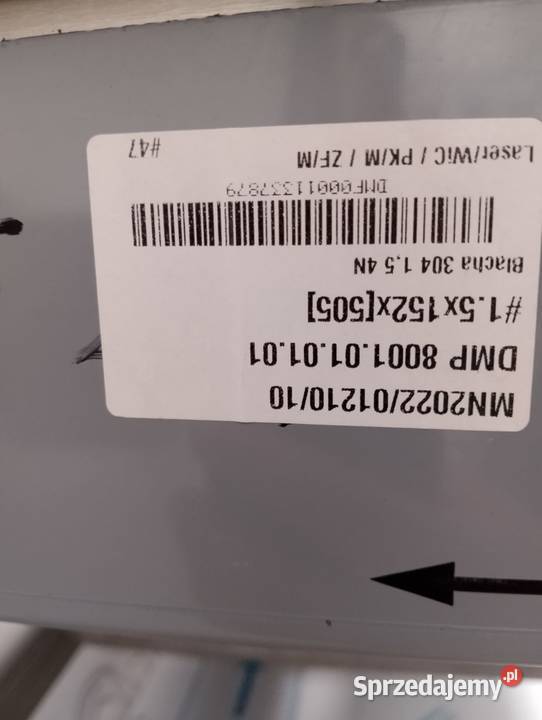 MN2022/01210/10
DMP 8001.01.01.01
#1.5x152x[505]
Blacha 304 1,5 4N
DMF00011337879
Laser/WiC / PK/M / ZF/M #47
Sprzedajemy.pl